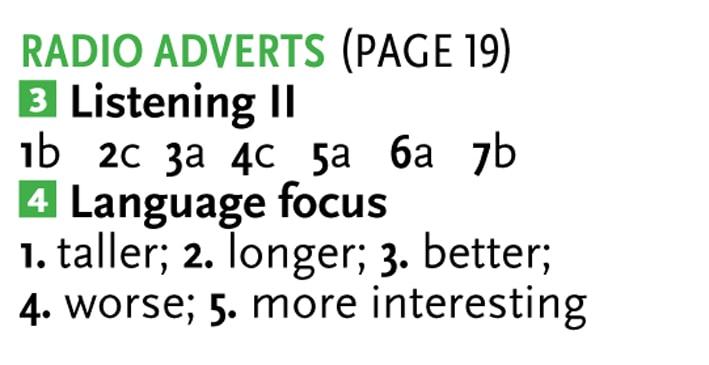 RADIO ADVERTS (PAGE 19)
3 Listening II
1b 2c 3a 4c 5a 6a 7b
4 Language focus
1. taller; 2. longer; 3. better;
4. worse; 5. more interesting